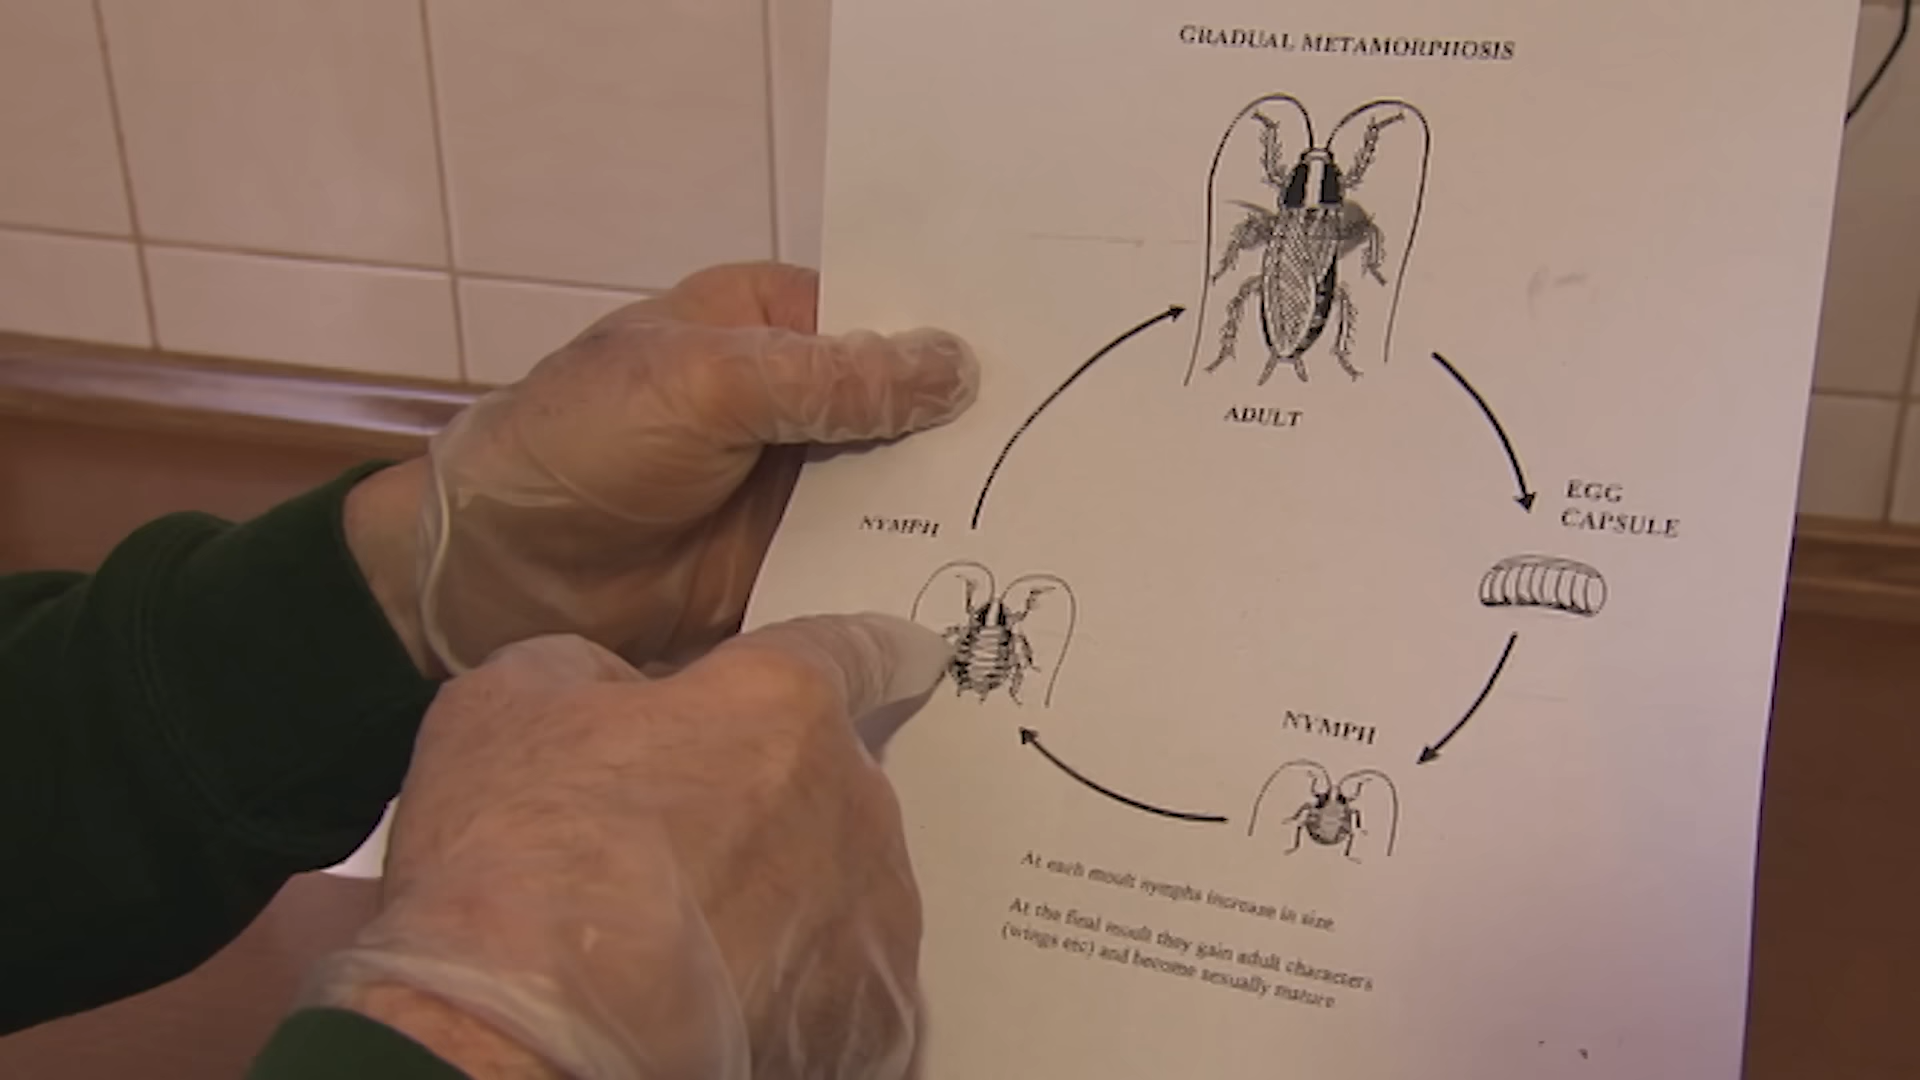 GRADUAL METAMORPHOSIS
ADULT
EGG
CAPSULE
NYMPH
NYMPH
At each moult nymphs increase in size
At the final moult they gain adult characters
(wings etc) and become sexually mature